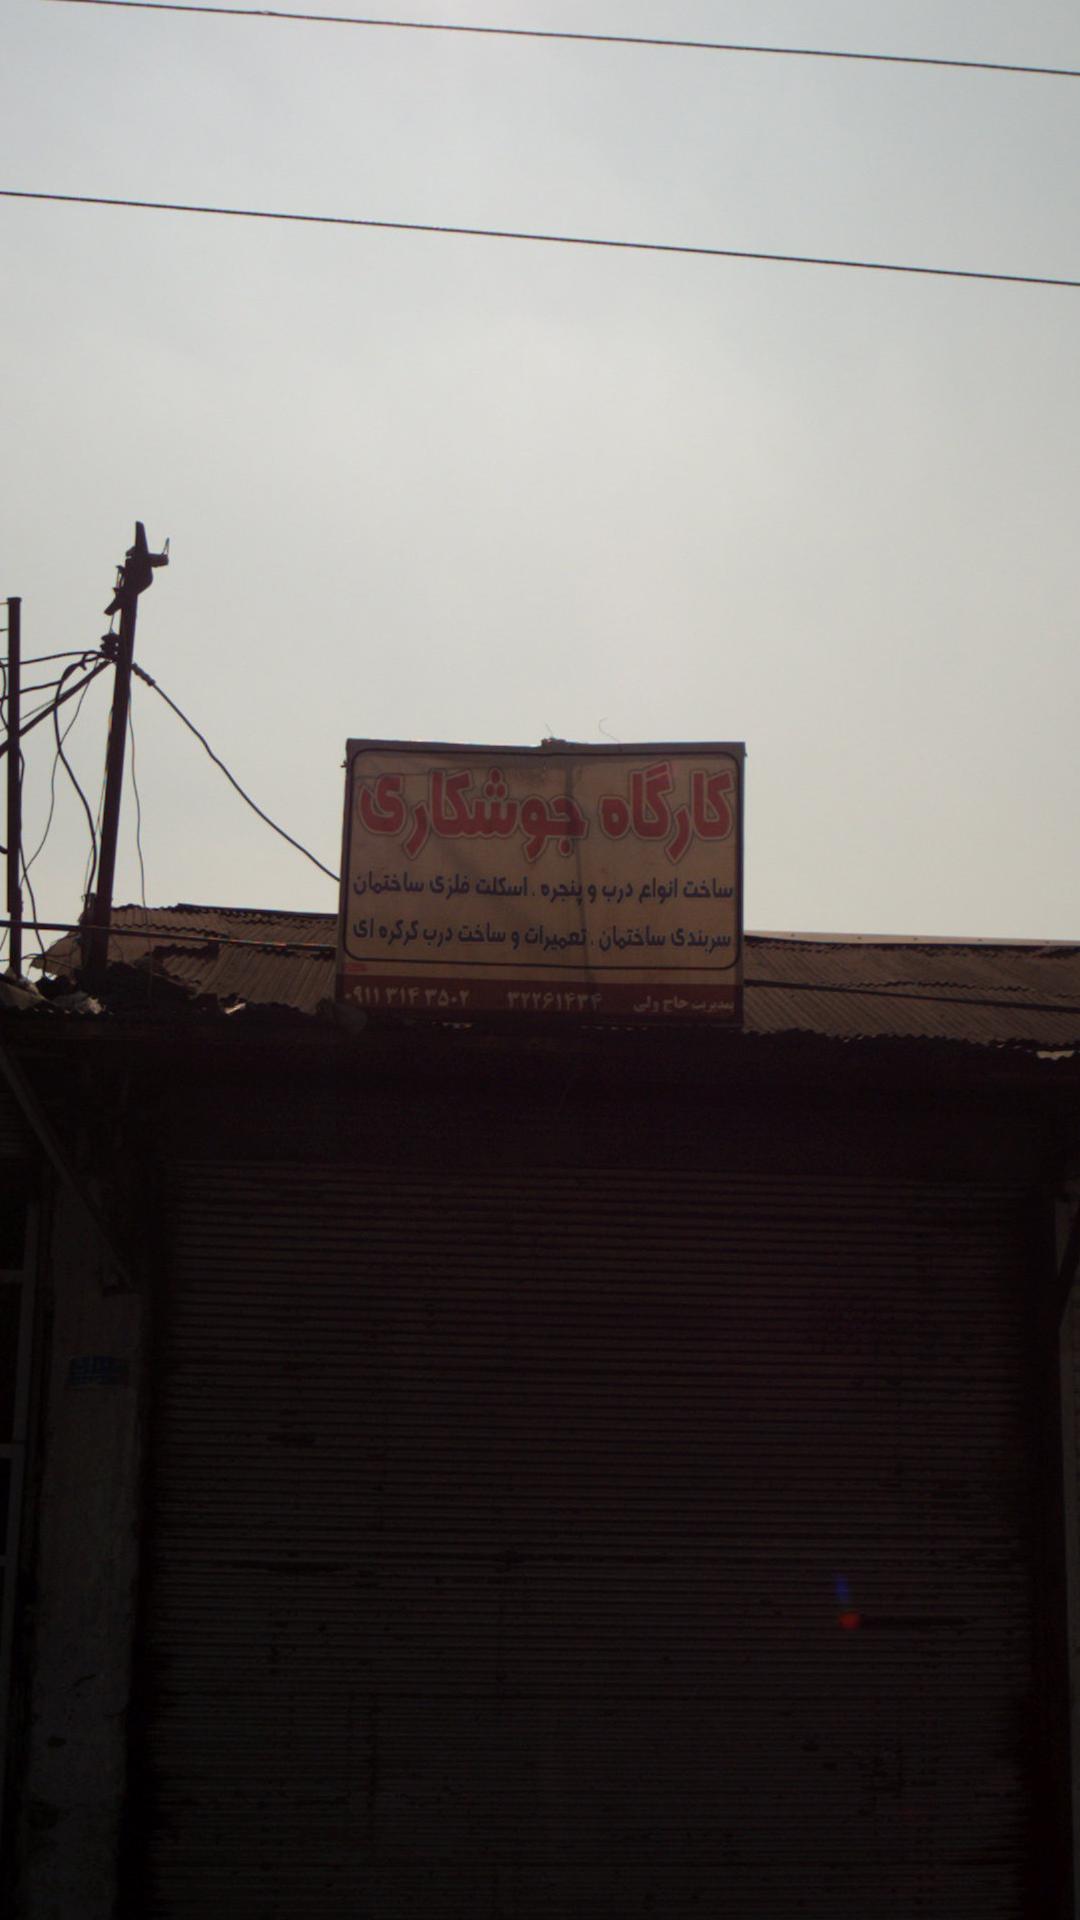 کارگاه جوشکاری
ساخت انواع درب و پنجره . اسکلت فلزی ساختمان
سربندی ساختمان . تعمیرات و ساخت درب کرکره ای
بمدیریت حاج ولی ۳۲۲۶۱۴۳۴ ۰۹۱۱ ۳۱۴ ۳۵۰۲